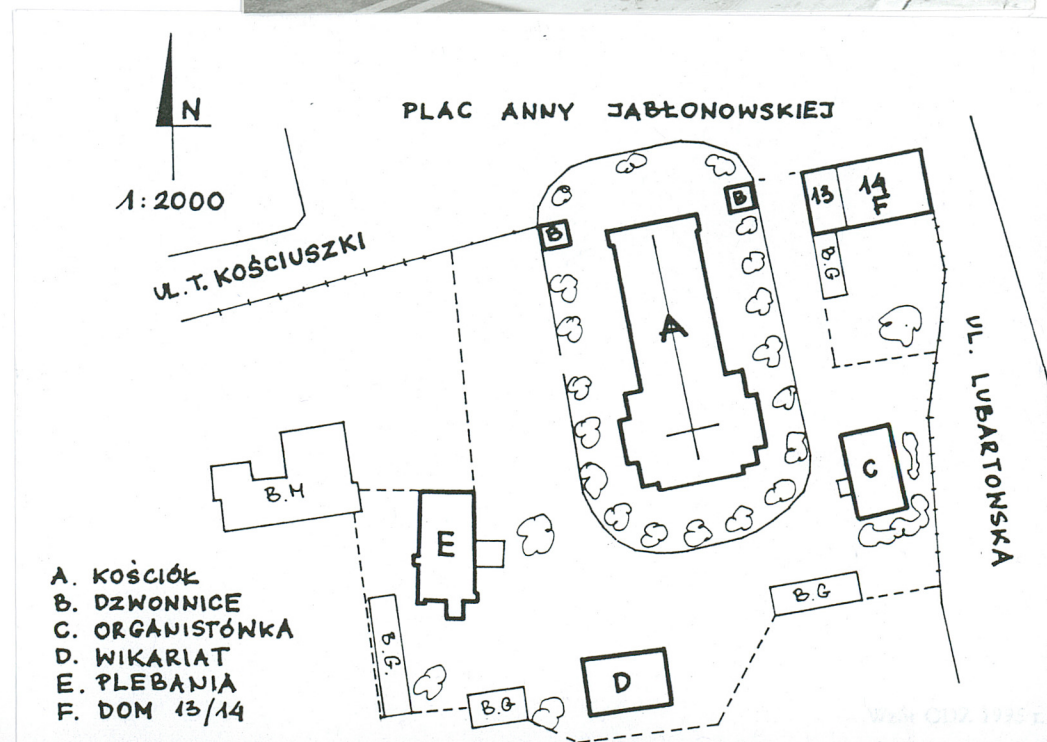 PLAC ANNY JABŁONOWSKIEJ
N
1:2000
UL. T. KOŚCIUSZKI
B
B
13
14
F
B.G
A
UL. LUBARTOWSKA
C
B.M
E
B.G
B.G.
D
B.G
A. KOŚCIÓŁ
B. DZWONNICE
C. ORGANISTÓWKA
D. WIKARIAT
E. PLEBANIA
F. DOM 13/14